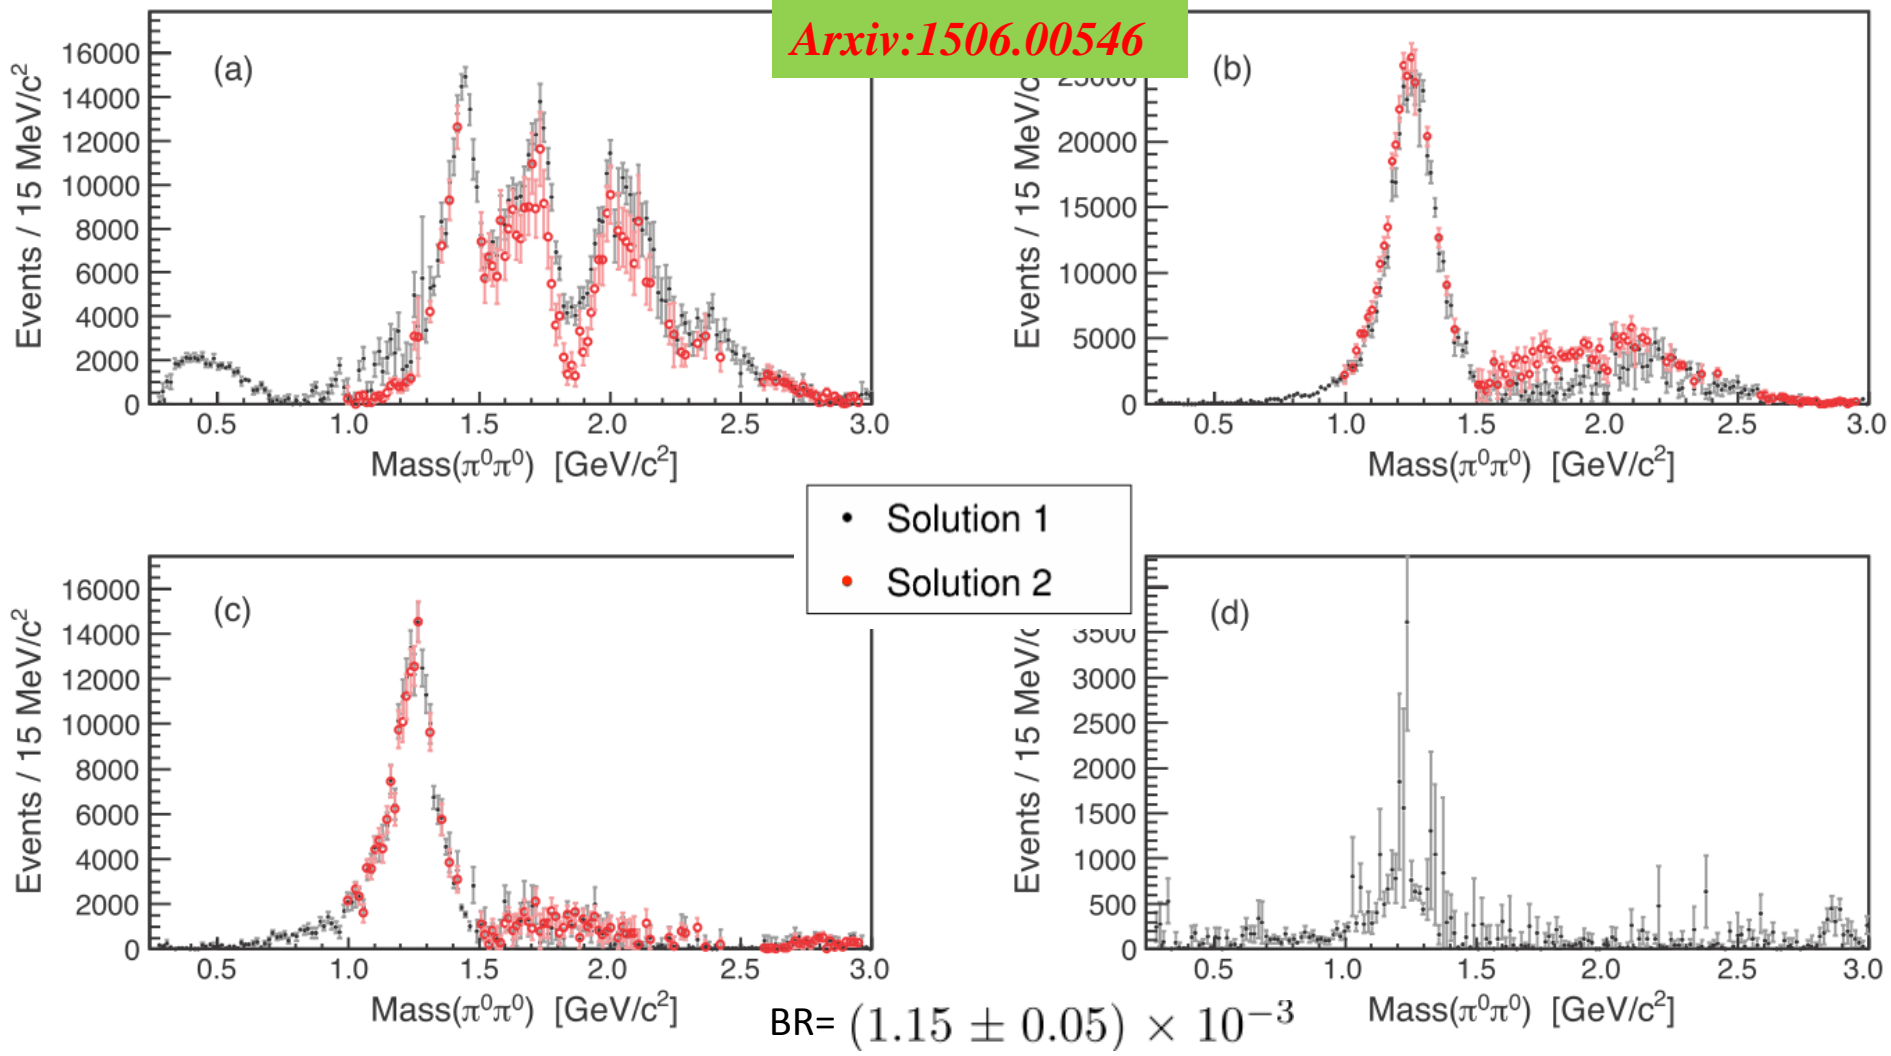 Arxiv:1506.00546
(a)
Events / 15 MeV/c²
16000
14000
12000
10000
8000
6000
4000
2000
0
0.5 1.0 1.5 2.0 2.5 3.0
Mass(π⁰π⁰) [GeV/c²]
(b)
Events / 15 MeV/c
25000
20000
15000
10000
5000
0
0.5 1.0 1.5 2.0 2.5 3.0
Mass(π⁰π⁰) [GeV/c²]
Solution 1
Solution 2
(c)
Events / 15 MeV/c²
16000
14000
12000
10000
8000
6000
4000
2000
0
0.5 1.0 1.5 2.0 2.5 3.0
Mass(π⁰π⁰) [GeV/c²]
(d)
Events / 15 MeV/c
3500
3000
2500
2000
1500
1000
500
0
0.5 1.0 1.5 2.0 2.5 3.0
Mass(π⁰π⁰) [GeV/c²]
BR= (1.15 ± 0.05) × 10⁻³